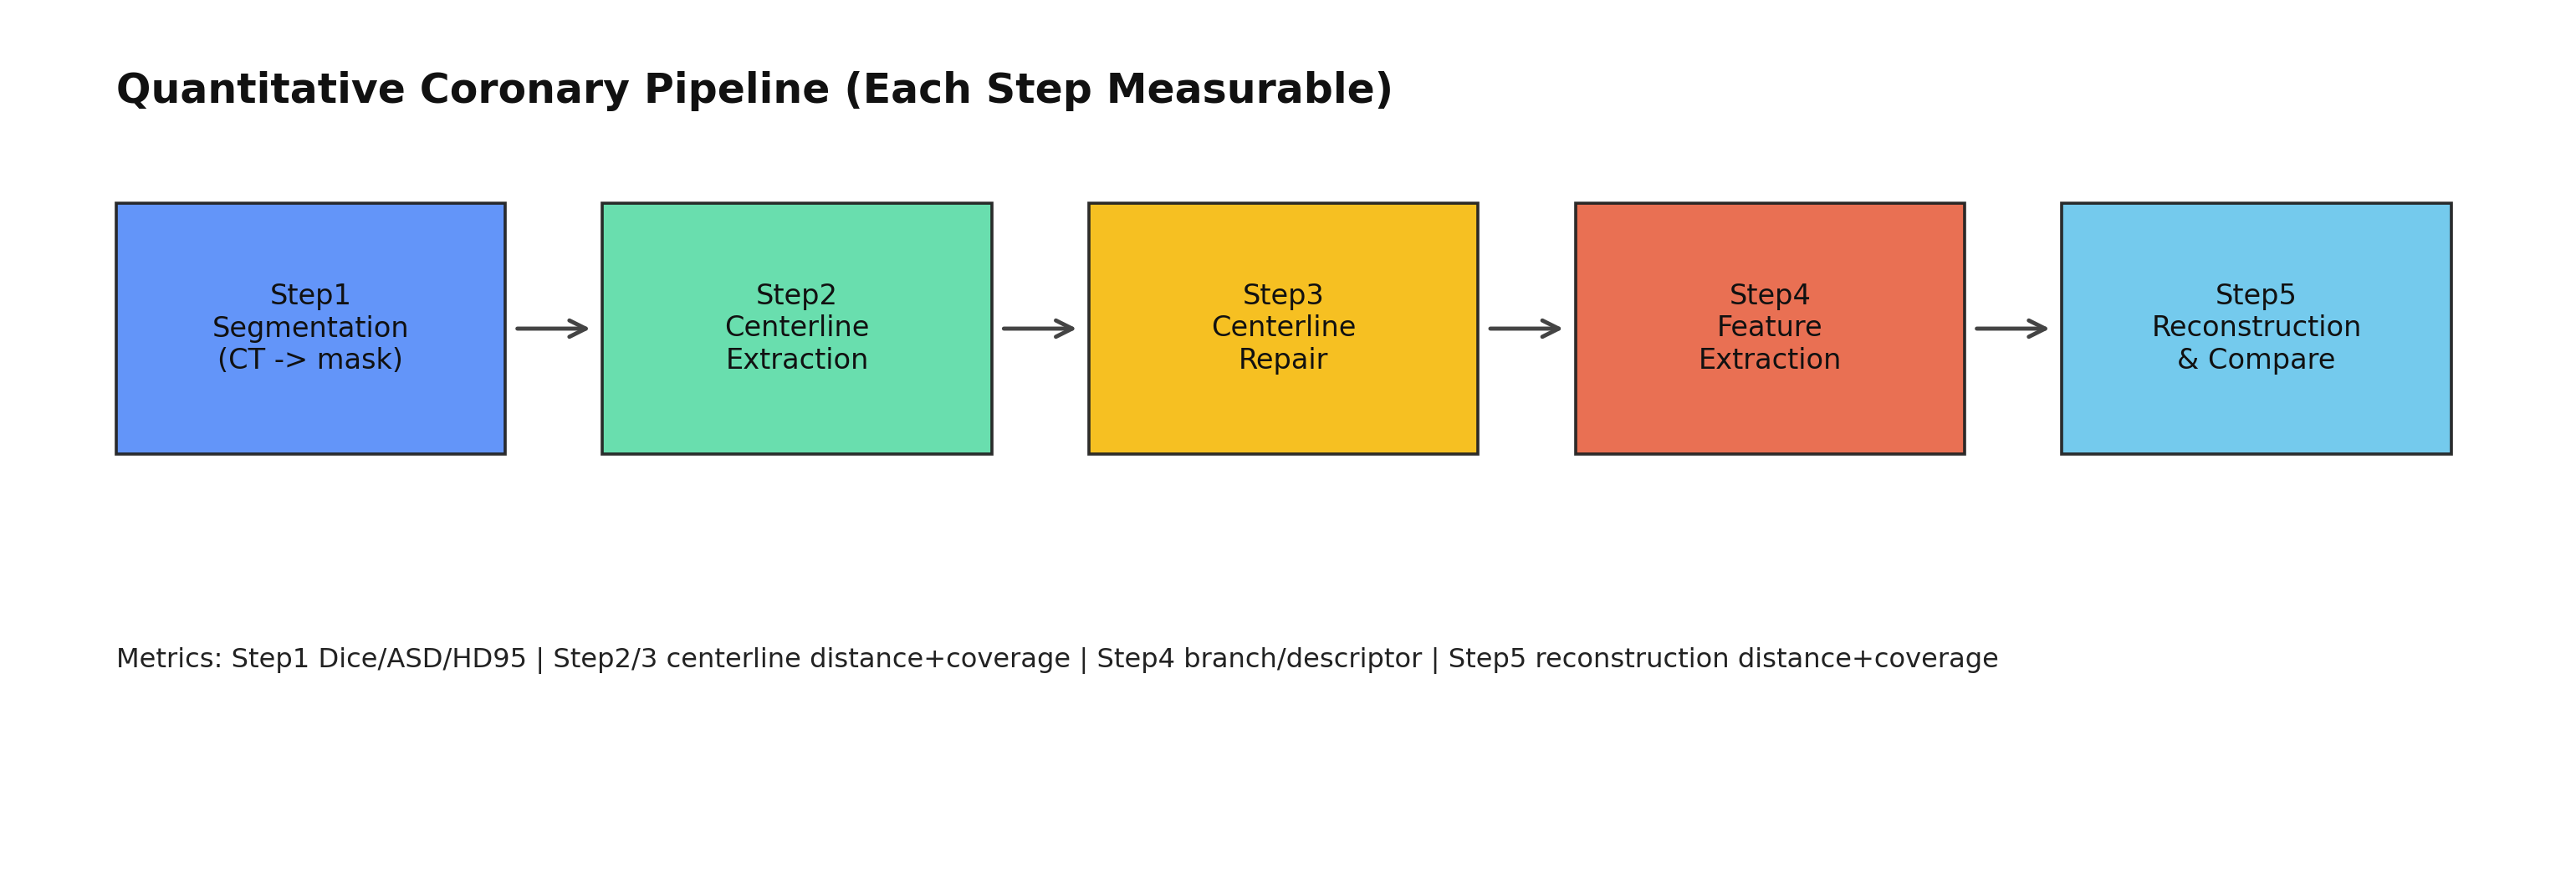 Quantitative Coronary Pipeline (Each Step Measurable)
Step1
Segmentation
(CT -> mask)
Step2
Centerline
Extraction
Step3
Centerline
Repair
Step4
Feature
Extraction
Step5
Reconstruction
& Compare
Metrics: Step1 Dice/ASD/HD95 | Step2/3 centerline distance+coverage | Step4 branch/descriptor | Step5 reconstruction distance+coverage